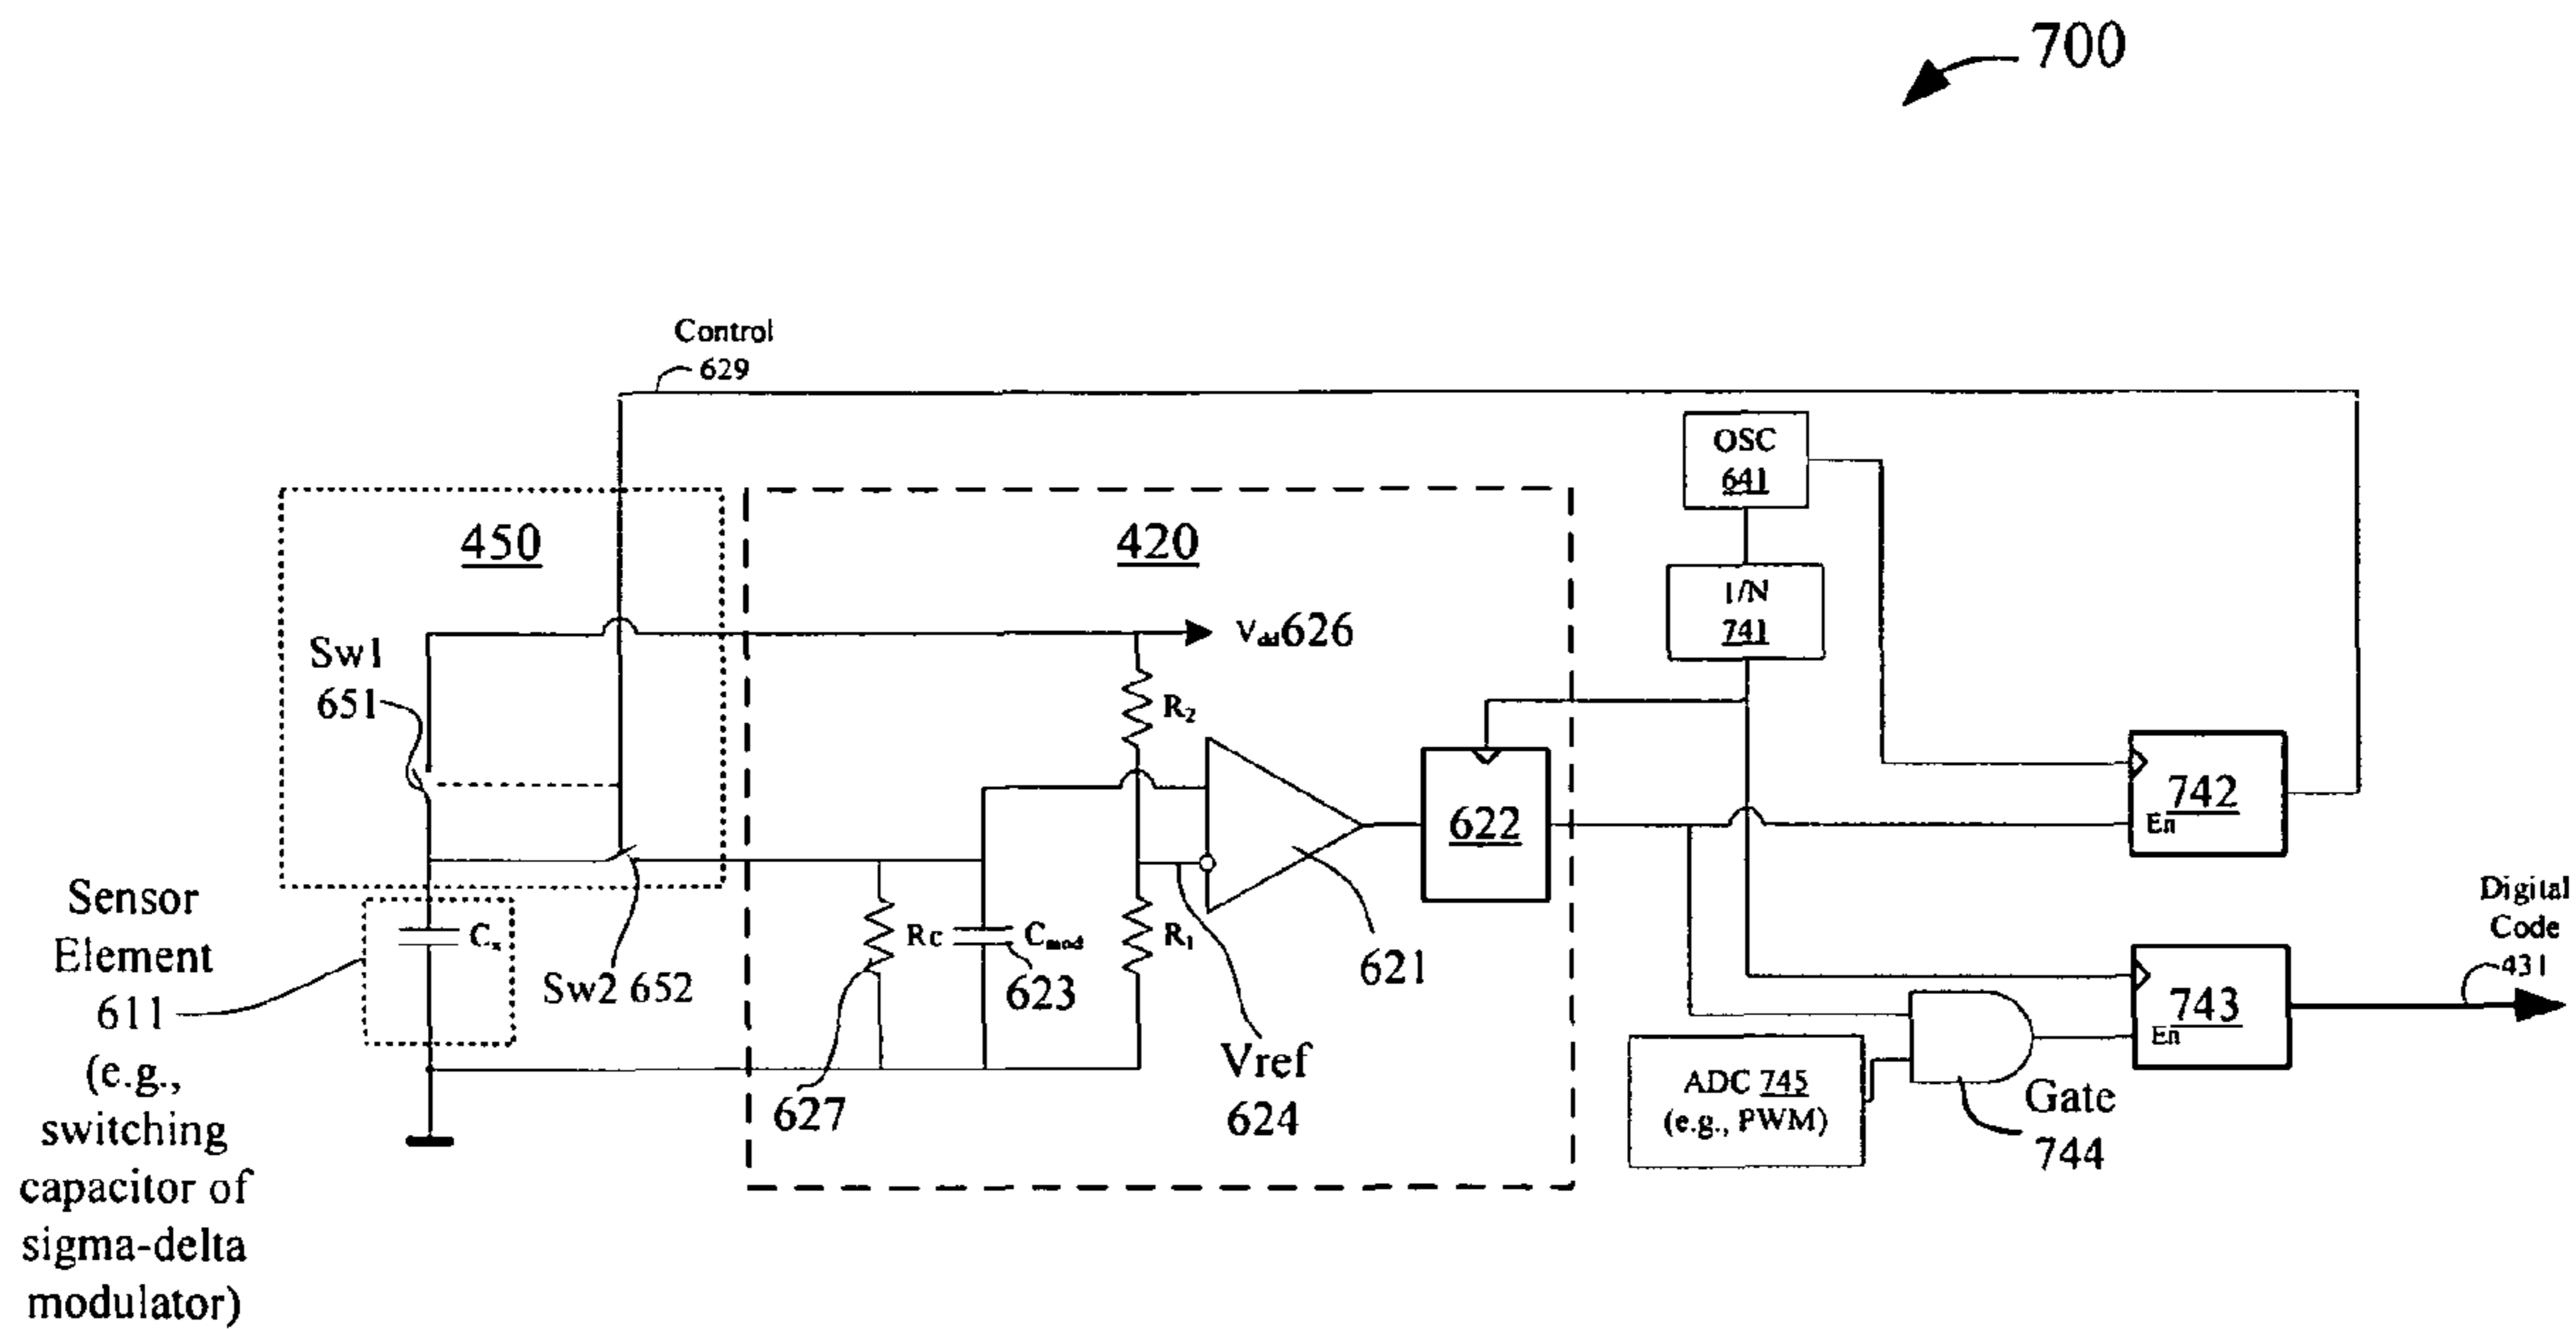 700
Control
629
OSC
641
450
420
1/N
741
Vdd 626
Sw1
651
R2
742
En
622
Sensor
Element
611
(e.g.,
switching
capacitor of
sigma-delta
modulator)
Cx
Sw2 652
Rc
Cmod
623
R1
621
627
Vref
624
Digital
Code
431
743
En
ADC 745
(e.g., PWM)
Gate
744